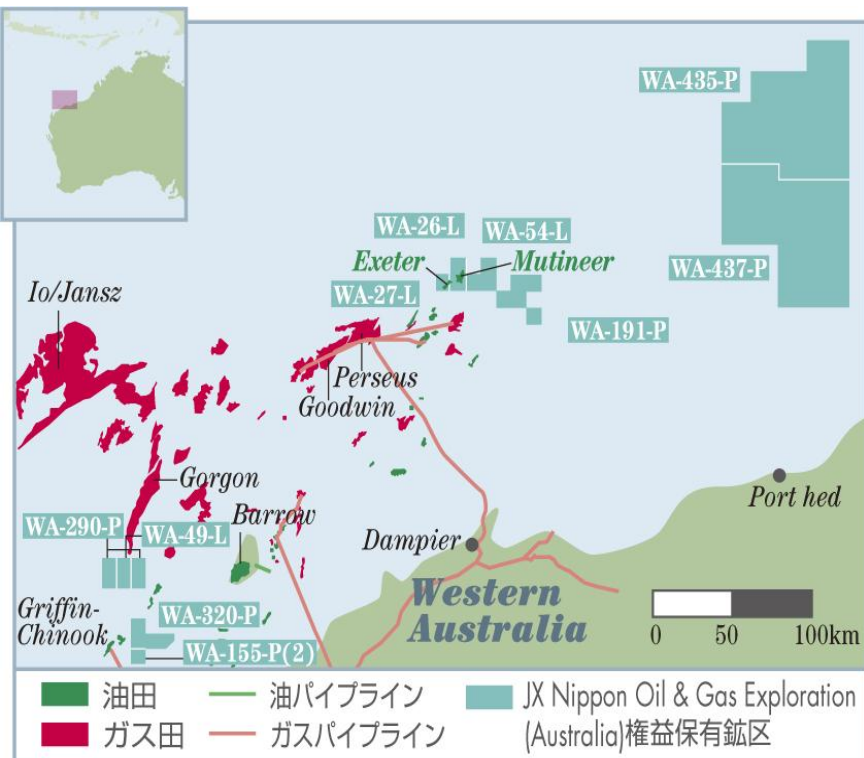 WA-435-P
WA-26-L
WA-54-L
Exeter
Mutineer
WA-437-P
Io/Jansz
WA-27-L
WA-191-P
Perseus
Goodwin
Gorgon
Port hed
WA-290-P
WA-49-L
Barrow
Dampier
Griffin-
Chinook
WA-320-P
WA-155-P(2)
Western
Australia
0 50 100km
油田
油パイプライン
JX Nippon Oil & Gas Exploration
ガス田
ガスパイプライン
(Australia)権益保有鉱区